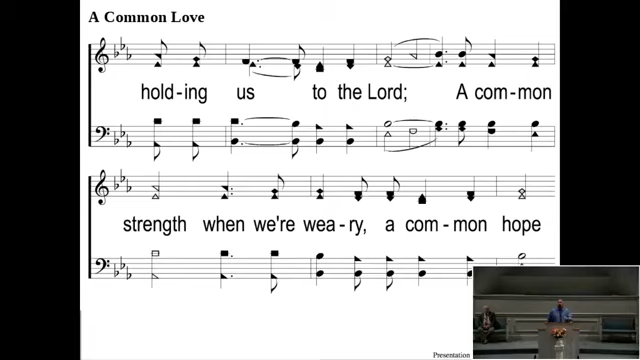 A Common Love
hold-ing us to the Lord; A com-mon
strength when we're wea-ry, a com-mon hope
Presentation